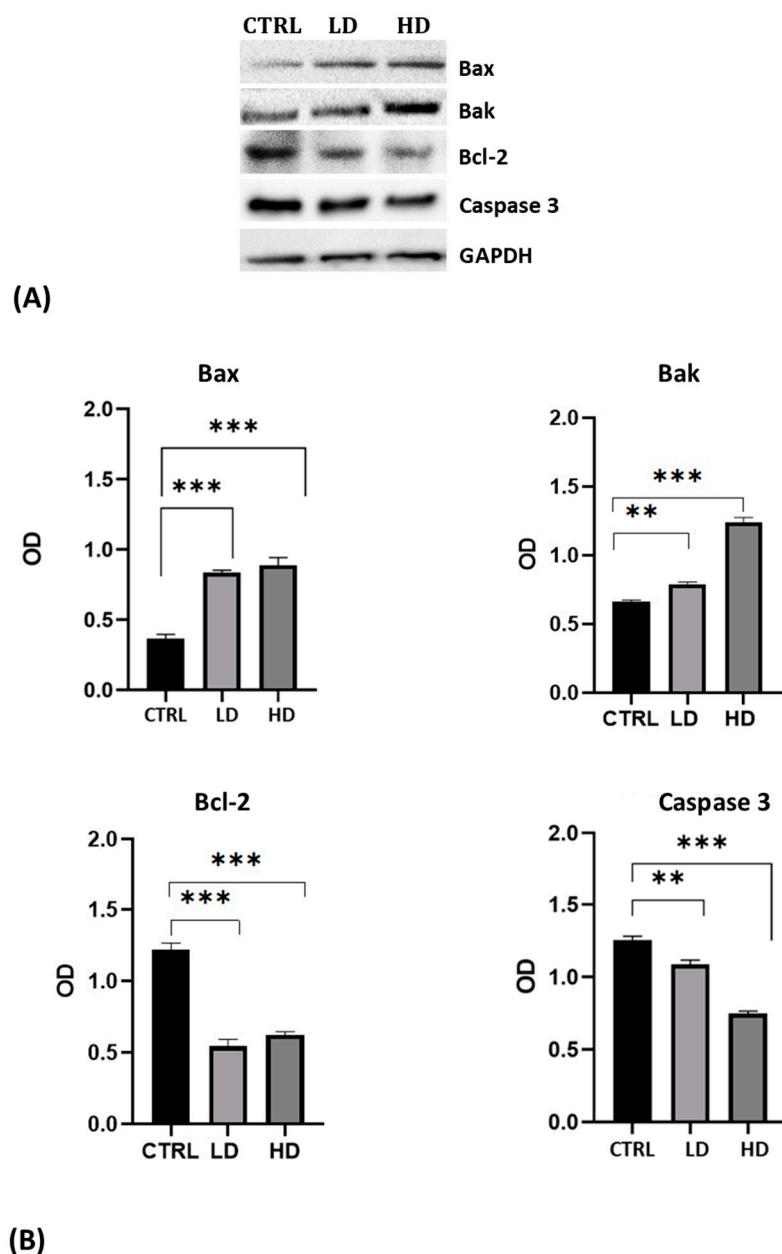 CTRL LD HD
Bax
Bak
Bcl-2
Caspase 3
GAPDH
(A)
Bax
2.0
1.5
1.0
0.5
0.0
OD
***
***
CTRL LD HD
Bak
2.0
1.5
1.0
0.5
0.0
OD
***
**
CTRL LD HD
Bcl-2
2.0
1.5
1.0
0.5
0.0
OD
***
***
CTRL LD HD
Caspase 3
2.0
1.5
1.0
0.5
0.0
OD
***
**
CTRL LD HD
(B)